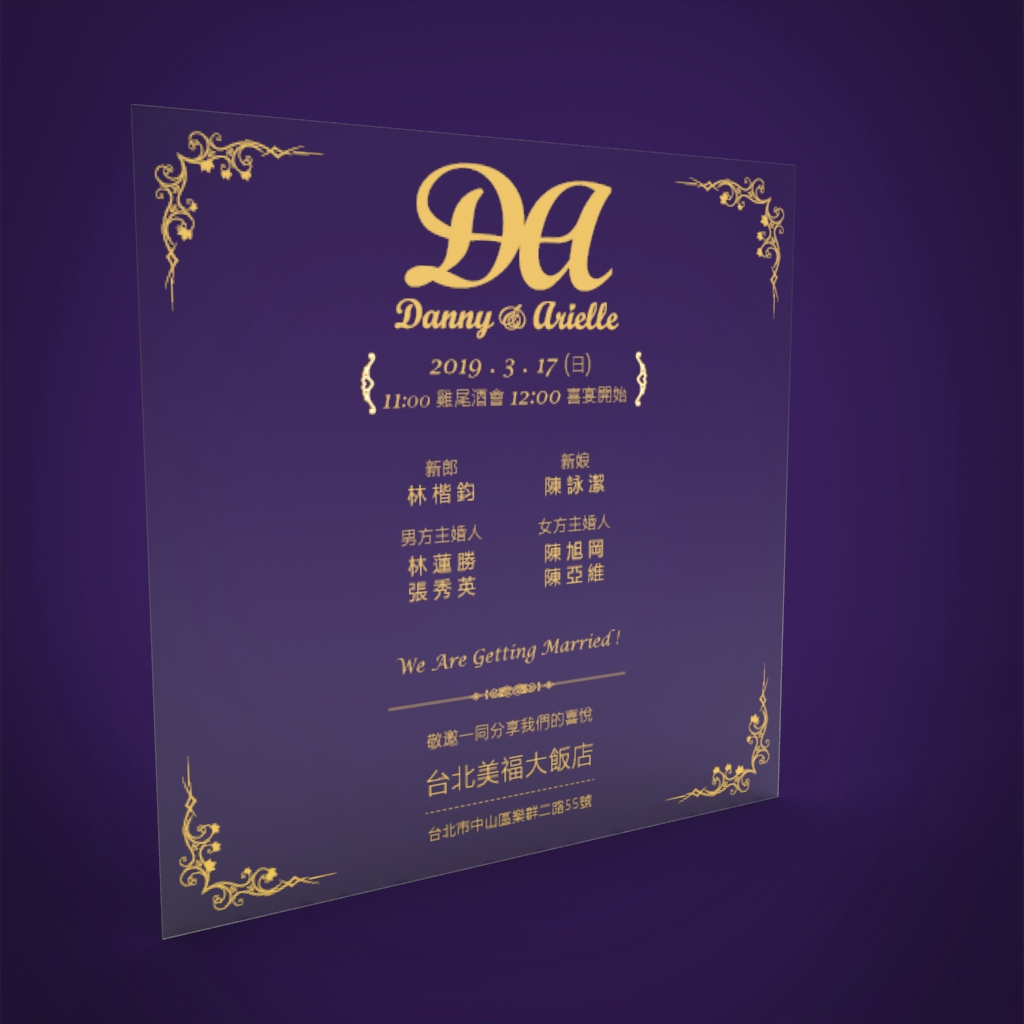 DA
Danny & Arielle
2019 . 3 . 17 (日)
11:00 雞尾酒會 12:00 喜宴開始
新郎
林楷鈞
新娘
陳詠潔
男方主婚人
林蓮勝
張秀英
女方主婚人
陳旭岡
陳亞維
We Are Getting Married !
敬邀一同分享我們的喜悅
台北美福大飯店
台北市中山區樂群二路55號